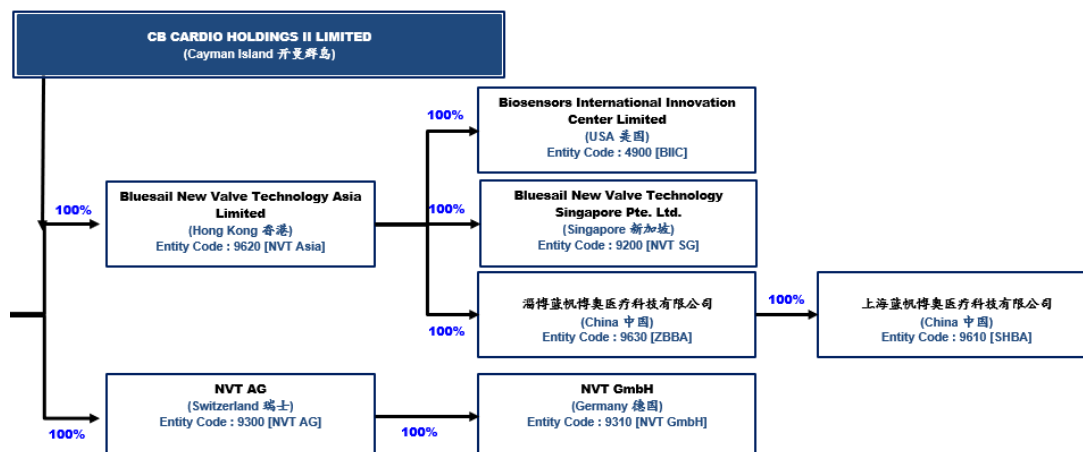 CB CARDIO HOLDINGS II LIMITED
(Cayman Island 开曼群岛)
Biosensors International Innovation
Center Limited
(USA 美国)
Entity Code : 4900 [BIIC]
100%
100%
Bluesail New Valve Technology Asia
Limited
(Hong Kong 香港)
Entity Code : 9620 [NVT Asia]
100%
Bluesail New Valve Technology
Singapore Pte. Ltd.
(Singapore 新加坡)
Entity Code : 9200 [NVT SG]
100%
淄博蓝帆博奥医疗科技有限公司
(China 中国)
Entity Code : 9630 [ZBBA]
100%
上海蓝帆博奥医疗科技有限公司
(China 中国)
Entity Code : 9610 [SHBA]
100%
NVT AG
(Switzerland 瑞士)
Entity Code : 9300 [NVT AG]
100%
NVT GmbH
(Germany 德国)
Entity Code : 9310 [NVT GmbH]